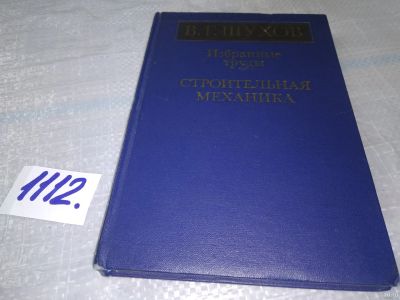 В.Г. ШУХОВ
Избранные
труды
СТРОИТЕЛЬНАЯ
МЕХАНИКА
1112.